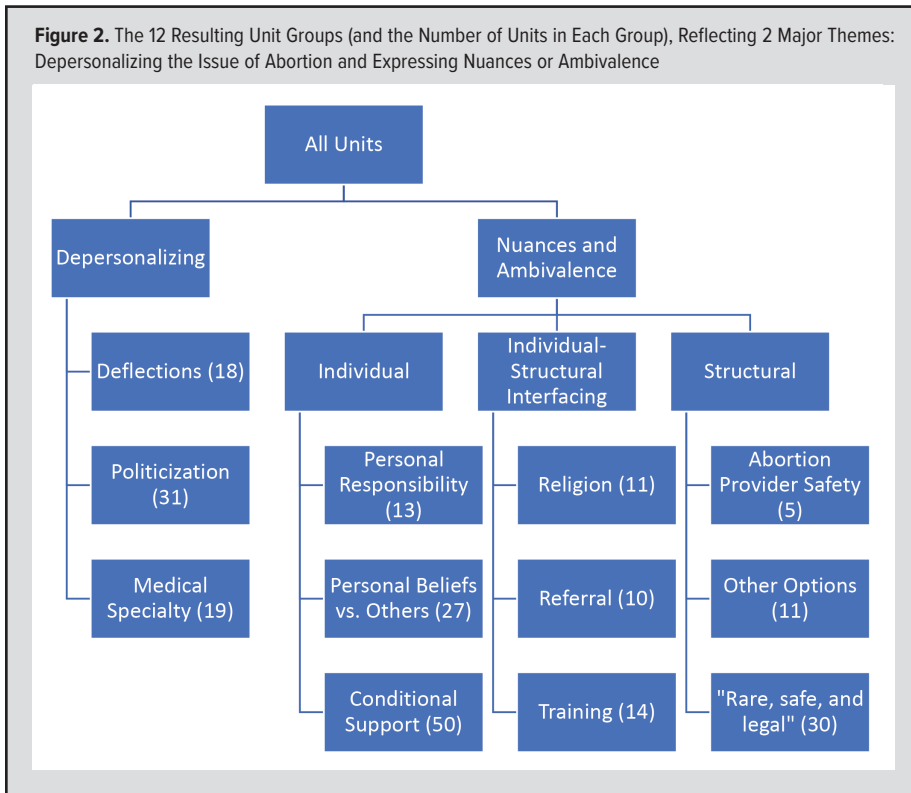 Figure 2. The 12 Resulting Unit Groups (and the Number of Units in Each Group), Reflecting 2 Major Themes:
Depersonalizing the Issue of Abortion and Expressing Nuances or Ambivalence
All Units
Depersonalizing
Deflections (18)
Politicization
(31)
Medical
Specialty (19)
Nuances and
Ambivalence
Individual
Personal
Responsibility
(13)
Personal Beliefs
vs. Others (27)
Conditional
Support (50)
Individual-
Structural
Interfacing
Religion (11)
Referral (10)
Training (14)
Structural
Abortion
Provider Safety
(5)
Other Options
(11)
"Rare, safe, and
legal" (30)